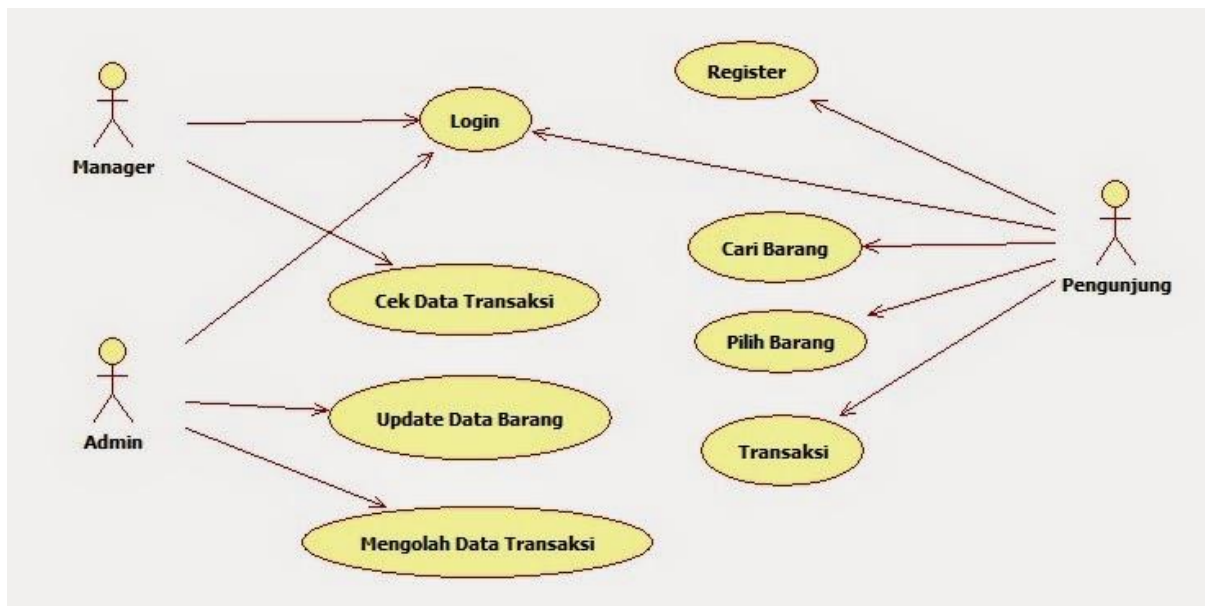 Register
Login
Manager
Cari Barang
Pengunjung
Cek Data Transaksi
Pilih Barang
Update Data Barang
Admin
Transaksi
Mengolah Data Transaksi